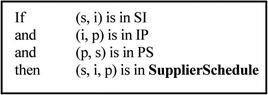 If (s, i) is in SI
and (i, p) is in IP
and (p, s) is in PS
then (s, i, p) is in SupplierSchedule